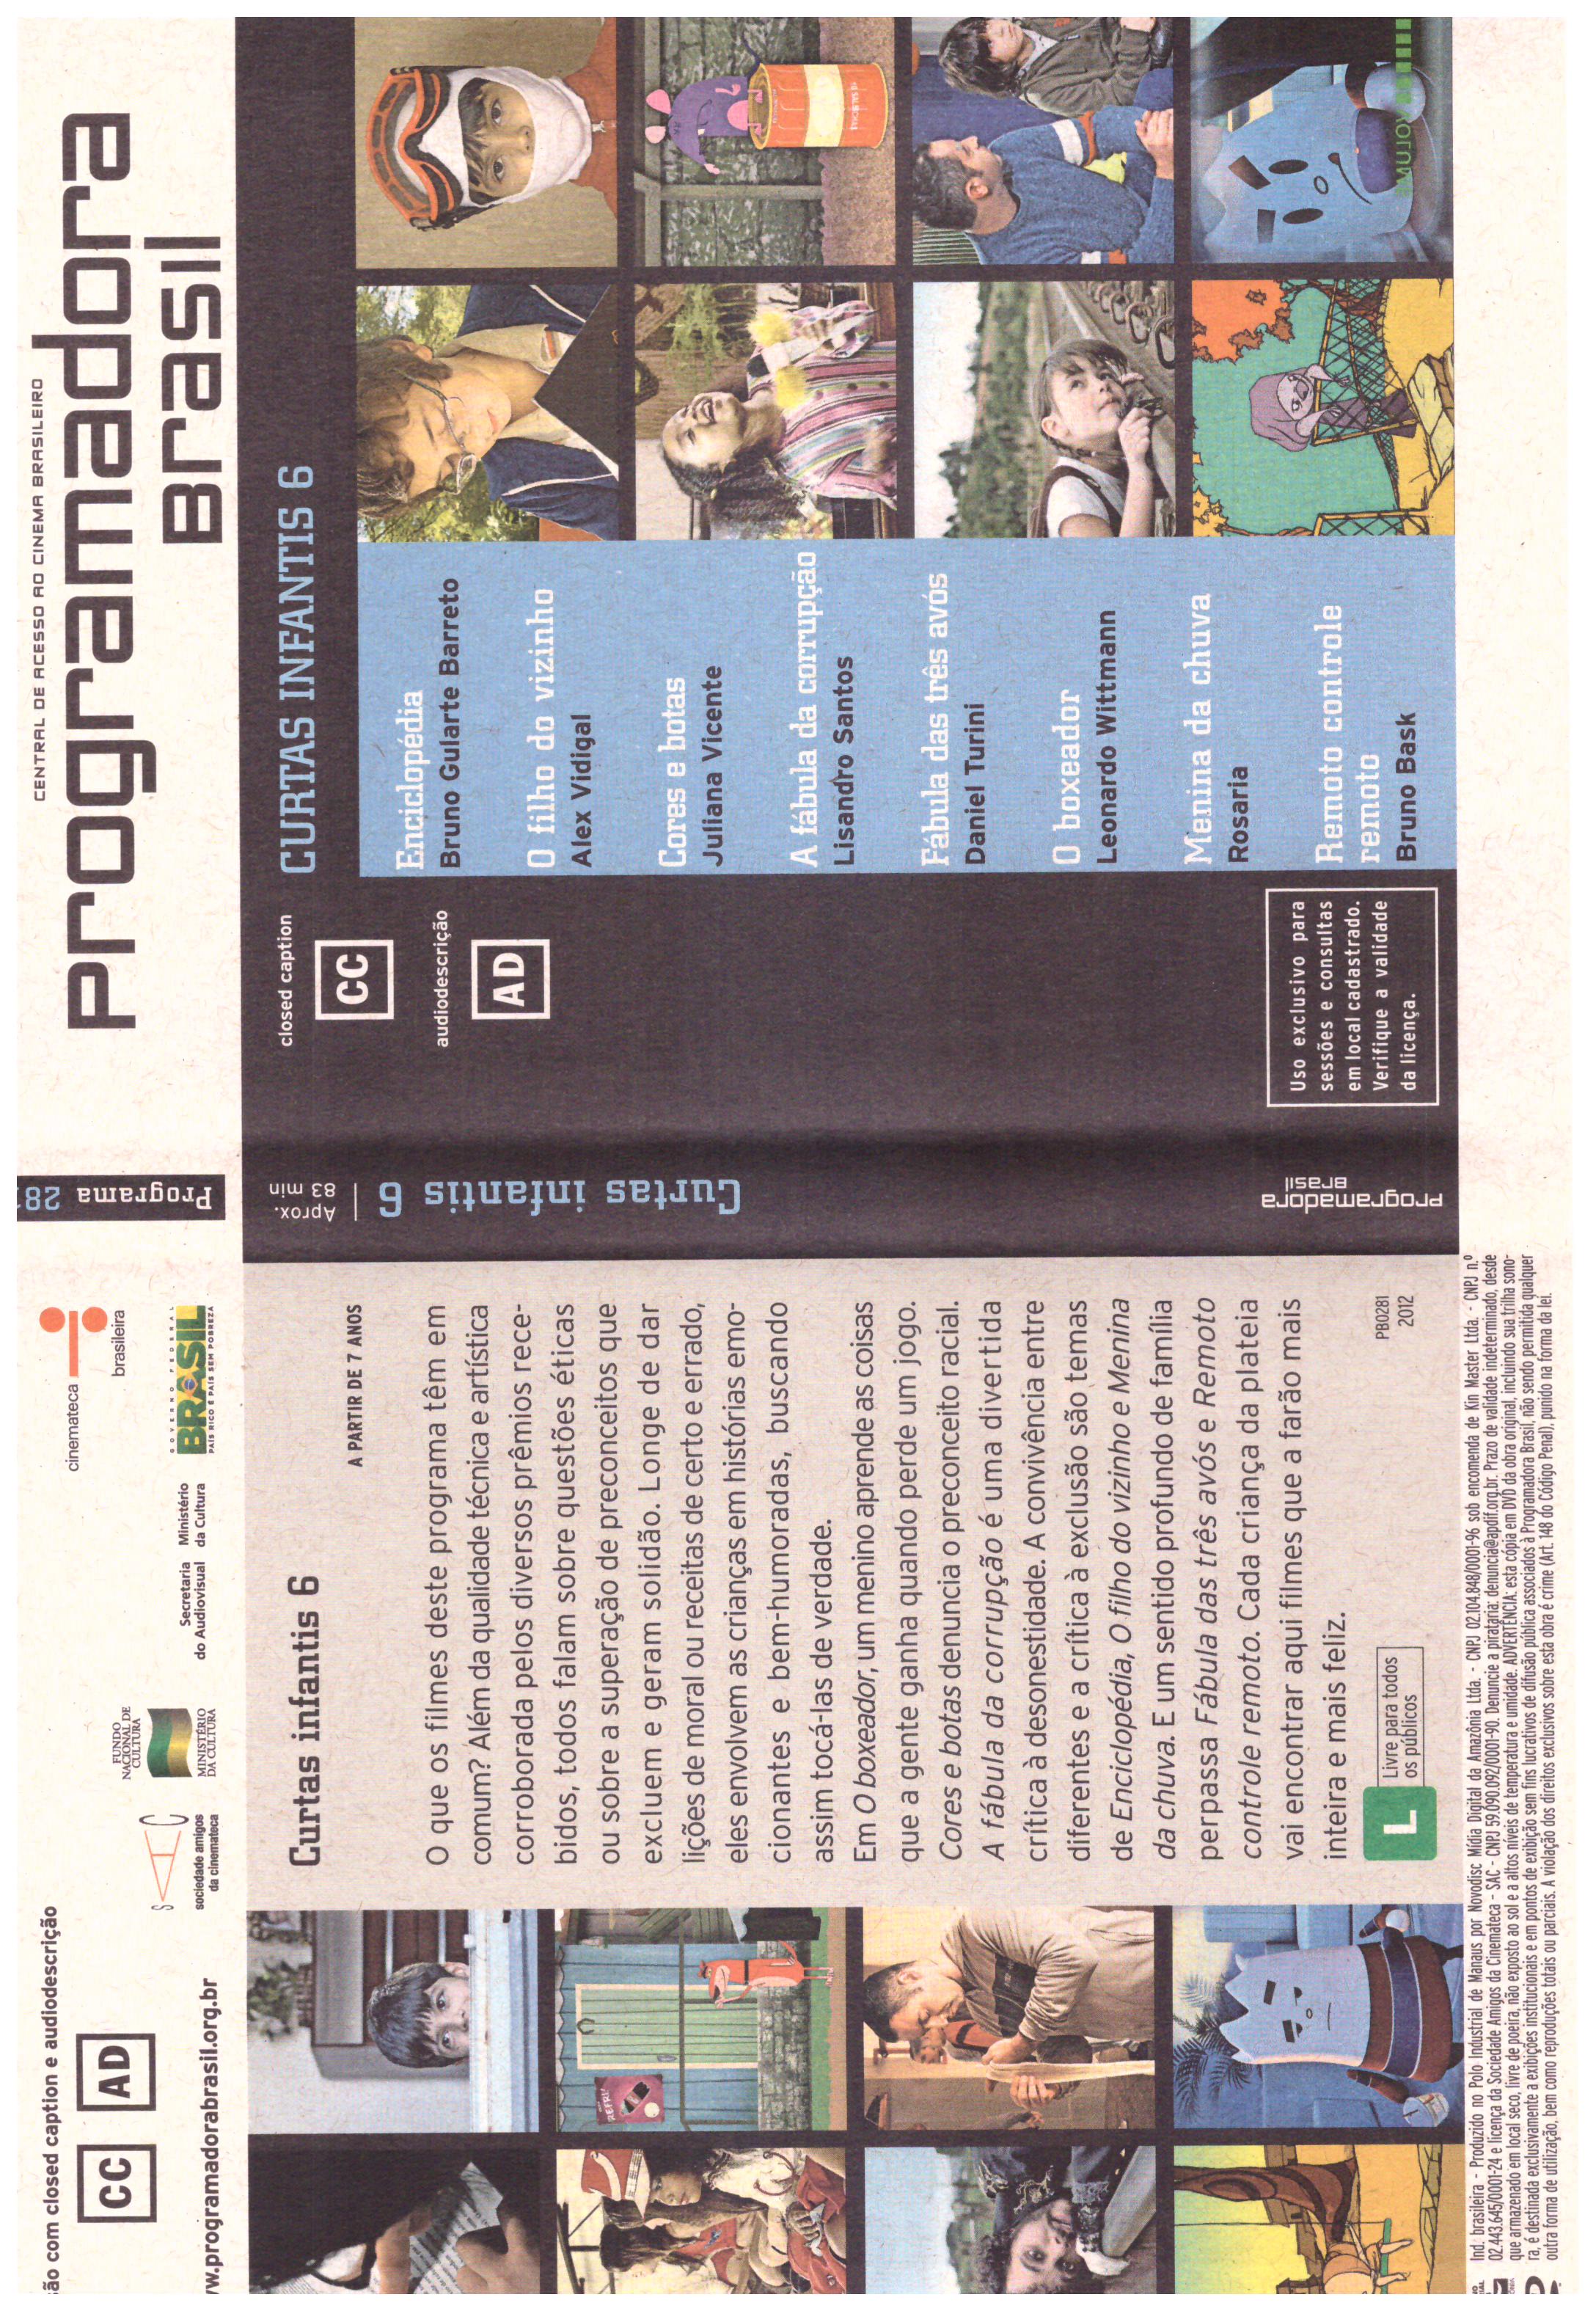 ão com closed caption e audiodescrição
CC AD
w.programadorabrasil.org.br
SAC
sociedade amigos
da cinemateca
FUNDO
NACIONAL DE
CULTURA
MINISTÉRIO
DA CULTURA
Secretaria
do Audiovisual
Ministério
da Cultura
cinemateca
brasileira
GOVERNO FEDERAL
BRASIL
PAÍS RICO É PAÍS SEM POBREZA
REFRI!
Curtas infantis 6
A PARTIR DE 7 ANOS
O que os filmes deste programa têm em
comum? Além da qualidade técnica e artística
corroborada pelos diversos prêmios rece-
bidos, todos falam sobre questões éticas
ou sobre a superação de preconceitos que
excluem e geram solidão. Longe de dar
lições de moral ou receitas de certo e errado,
eles envolvem as crianças em histórias emo-
cionantes e bem-humoradas, buscando
assim tocá-las de verdade.
Em O boxeador, um menino aprende as coisas
que a gente ganha quando perde um jogo.
Cores e botas denuncia o preconceito racial.
A fábula da corrupção é uma divertida
crítica à desonestidade. A convivência entre
diferentes e a crítica à exclusão são temas
de Enciclopédia, O filho do vizinho e Menina
da chuva. E um sentido profundo de família
perpassa Fábula das três avós e Remoto
controle remoto. Cada criança da plateia
vai encontrar aqui filmes que a farão mais
inteira e mais feliz.
L
Livre para todos
os públicos
PB0281
2012
Ind. brasileira - Produzido no Polo Industrial de Manaus por Novodisc Mídia Digital da Amazônia Ltda. - CNPJ 02.104.848/0001-96 sob encomenda de Kin Master Ltda. - CNPJ n.º
02.443.645/0001-24 e licença da Sociedade Amigos da Cinemateca - SAC - CNPJ 59.090.092/0001-90. Denuncie a pirataria: denuncia@apdif.org.br. Prazo de validade indeterminado, desde
que armazenado em local seco, livre de poeira, não exposto ao sol e a altos níveis de temperatura e umidade. ADVERTÊNCIA: esta cópia em DVD da obra original, incluindo sua trilha sono-
ra, é destinada exclusivamente a exibições institucionais e em pontos de exibição sem fins lucrativos de difusão pública associados à Programadora Brasil, não sendo permitida qualquer
outra forma de utilização, bem como reproduções totais ou parciais. A violação dos direitos exclusivos sobre esta obra é crime (Art. 148 do Código Penal), punido na forma da lei.
Programa 28
Curtas infantis 6
Aprox.
83 min
Programadora
Brasil
CENTRAL DE ACESSO AO CINEMA BRASILEIRO
Programadora
Brasil
closed caption
CC
audiodescrição
AD
Uso exclusivo para
sessões e consultas
em local cadastrado.
Verifique a validade
da licença.
CURTAS INFANTIS 6
Enciclopédia
Bruno Gularte Barreto
O filho do vizinho
Alex Vidigal
Cores e botas
Juliana Vicente
A fábula da corrupção
Lisandro Santos
Fábula das três avós
Daniel Turini
O boxeador
Leonardo Wittmann
Menina da chuva
Rosaria
Remoto controle
remoto
Bruno Bask
VOLUME